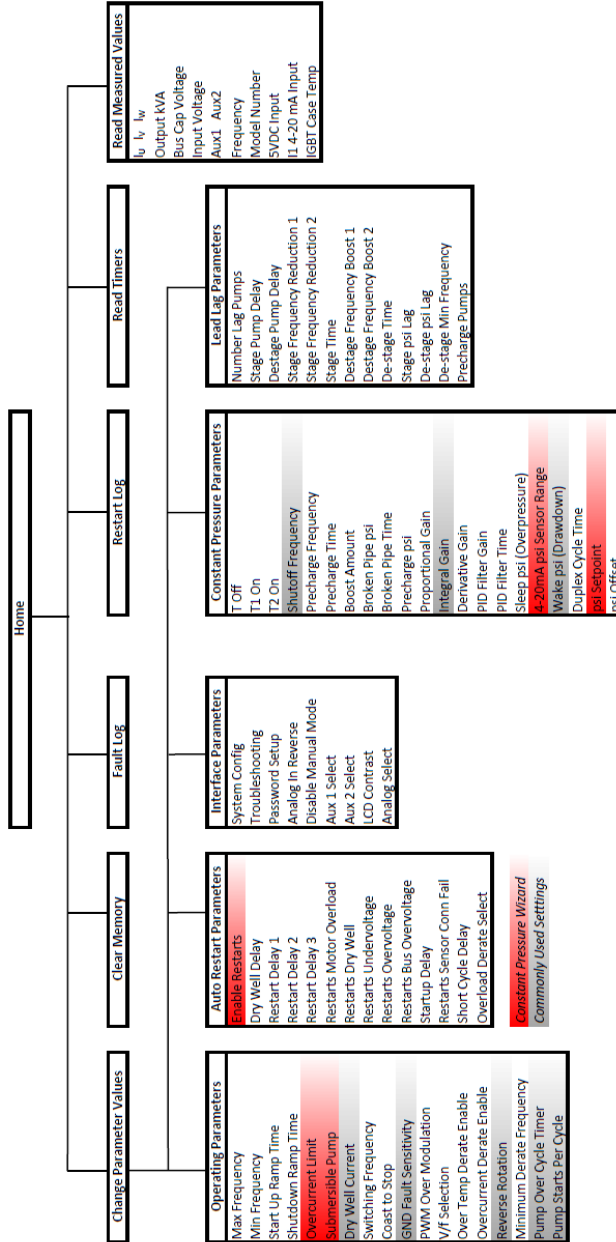 Home
Change Parameter Values
Clear Memory
Fault Log
Restart Log
Read Timers
Read Measured Values
Iu Iv Iw
Output kVA
Bus Cap Voltage
Input Voltage
Aux1 Aux2
Frequency
Model Number
5VDC Input
I1 4-20 mA Input
IGBT Case Temp
Operating Parameters
Max Frequency
Min Frequency
Start Up Ramp Time
Shutdown Ramp Time
Overcurrent Limit
Submersible Pump
Dry Well Current
Switching Frequency
Coast to Stop
GND Fault Sensitivity
PWM Over Modulation
V/f Selection
Over Temp Derate Enable
Overcurrent Derate Enable
Reverse Rotation
Minimum Derate Frequency
Pump Over Cycle Timer
Pump Starts Per Cycle
Auto Restart Parameters
Enable Restarts
Dry Well Delay
Restart Delay 1
Restart Delay 2
Restart Delay 3
Restarts Motor Overload
Restarts Dry Well
Restarts Undervoltage
Restarts Overvoltage
Restarts Bus Overvoltage
Startup Delay
Restarts Sensor Conn Fail
Short Cycle Delay
Overload Derate Select
Interface Parameters
System Config
Troubleshooting
Password Setup
Analog In Reverse
Disable Manual Mode
Aux 1 Select
Aux 2 Select
LCD Contrast
Analog Select
Constant Pressure Parameters
T Off
T1 On
T2 On
Shutoff Frequency
Precharge Frequency
Precharge Time
Boost Amount
Broken Pipe psi
Broken Pipe Time
Precharge psi
Proportional Gain
Integral Gain
Derivative Gain
PID Filter Gain
PID Filter Time
Sleep psi (Overpressure)
4-20mA psi Sensor Range
Wake psi (Drawdown)
Duplex Cycle Time
psi Setpoint
psi Offset
Lead Lag Parameters
Number Lag Pumps
Stage Pump Delay
Destage Pump Delay
Stage Frequency Reduction 1
Stage Frequency Reduction 2
Stage Time
Destage Frequency Boost 1
Destage Frequency Boost 2
De-stage Time
Stage psi Lag
De-stage psi Lag
De-stage Min Frequency
Precharge Pumps
Constant Pressure Wizard
Commonly Used Setttings